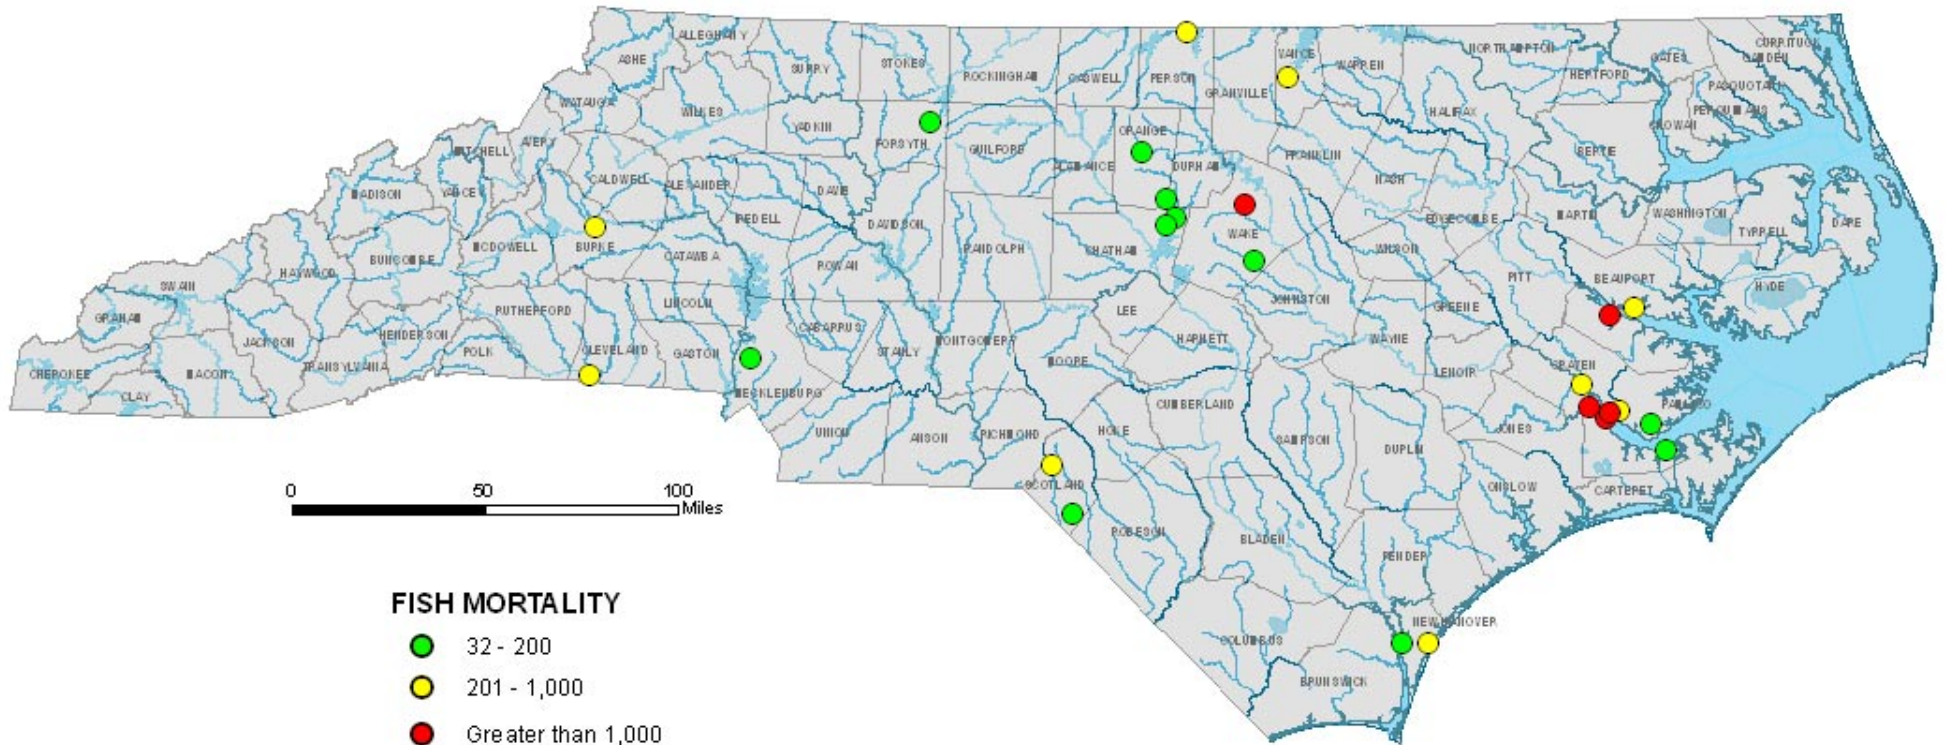 ALLEGHANY
ASHE
SURRY
STOKES
ROCKINGHAM
CASWELL
PERSON
VANCE
WARREN
NORTHAMPTON
GATES
CURRITUCK
CAMDEN
HERTFORD
PASQUOTANK
PERQUIMANS
CHOWAN
WATAUGA
WILKES
YADKIN
FORSYTH
GUILFORD
ALAMANCE
ORANGE
DURHAM
GRANVILLE
FRANKLIN
HALIFAX
NASH
BERTIE
MITCHELL
AVERY
MADISON
YANCEY
CALDWELL
ALEXANDER
IREDELL
DAVIE
DAVIDSON
RANDOLPH
CHATHAM
WAKE
EDGECOMBE
MARTIN
WASHINGTON
TYRRELL
DARE
BUNCOMBE
MCDOWELL
BURKE
CATAWBA
ROWAN
WILSON
PITT
BEAUFORT
HYDE
SWAIN
HAYWOOD
GRAHAM
JACKSON
HENDERSON
RUTHERFORD
LINCOLN
CABARRUS
STANLY
MONTGOMERY
MOORE
LEE
HARNETT
JOHNSTON
GREENE
WAYNE
LENOIR
CRAVEN
PAMLICO
CHEROKEE
CLAY
MACON
TRANSYLVANIA
POLK
CLEVELAND
GASTON
MECKLENBURG
UNION
ANSON
RICHMOND
HOKE
CUMBERLAND
SAMPSON
DUPLIN
JONES
ONSLOW
CARTERET
SCOTLAND
ROBESON
BLADEN
PENDER
NEW HANOVER
COLUMBUS
BRUNSWICK
0 50 100
Miles
FISH MORTALITY
32 - 200
201 - 1,000
Greater than 1,000